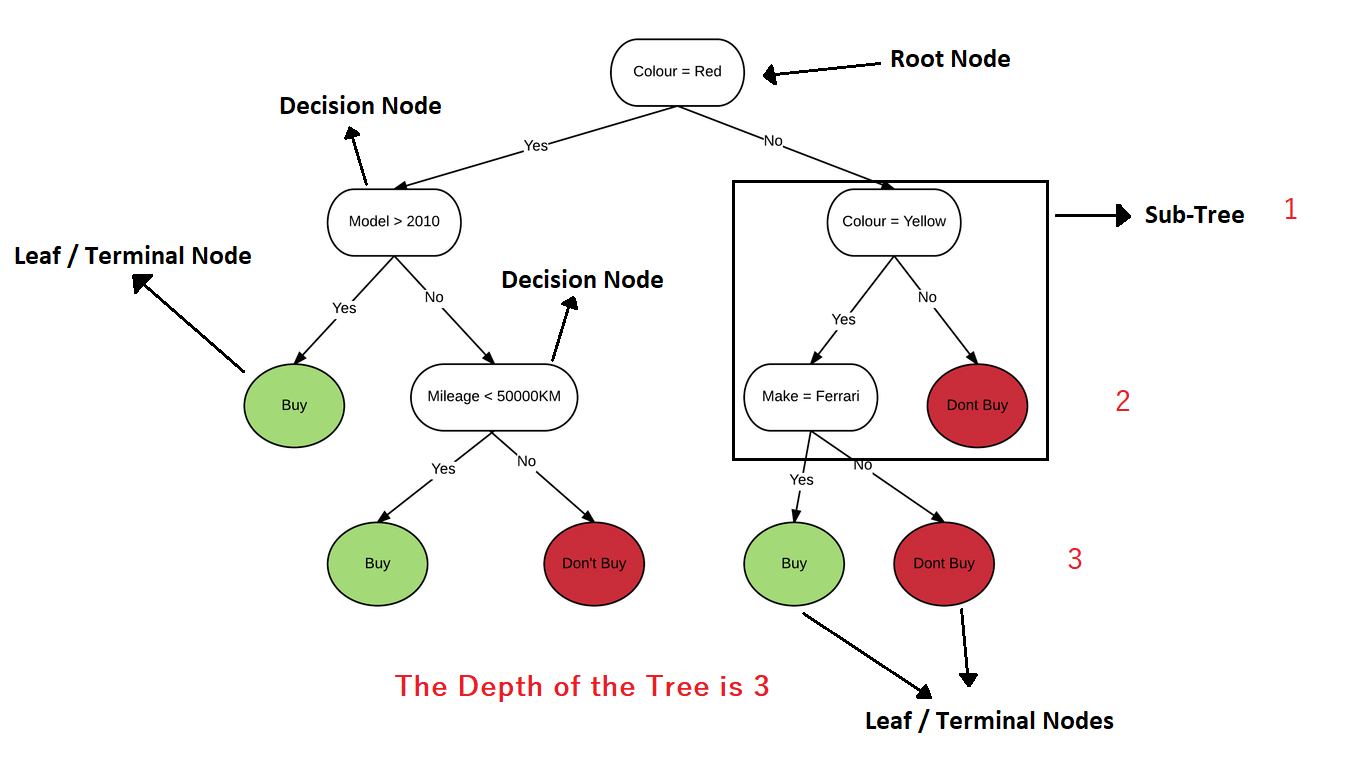 Root Node
Colour = Red
Decision Node
Yes
No
Model > 2010
Colour = Yellow
Sub-Tree
1
Leaf / Terminal Node
Decision Node
Yes
No
Yes
No
Buy
Mileage < 50000KM
Make = Ferrari
Dont Buy
2
Yes
No
Yes
No
Buy
Don't Buy
Buy
Dont Buy
3
The Depth of the Tree is 3
Leaf / Terminal Nodes